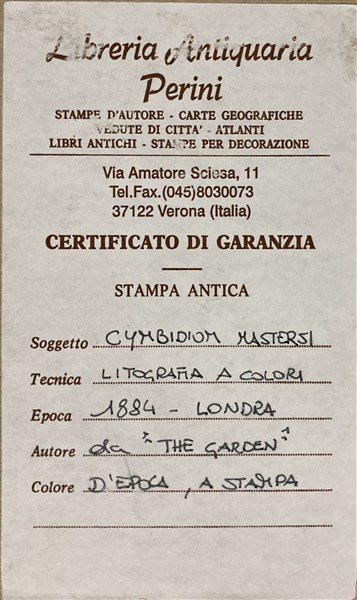 Libreria Antiquaria
Perini
STAMPE D'AUTORE - CARTE GEOGRAFICHE
VEDUTE DI CITTA' - ATLANTI
LIBRI ANTICHI - STAMPE PER DECORAZIONE
Via Amatore Sciesa, 11
Tel.Fax.(045)8030073
37122 Verona (Italia)
CERTIFICATO DI GARANZIA
STAMPA ANTICA
Soggetto CYMBIDIUM MASTERSI
Tecnica LITOGRAFIA A COLORI
Epoca 1884 - LONDRA
Autore da "THE GARDEN"
Colore D'EPOCA, A STAMPA